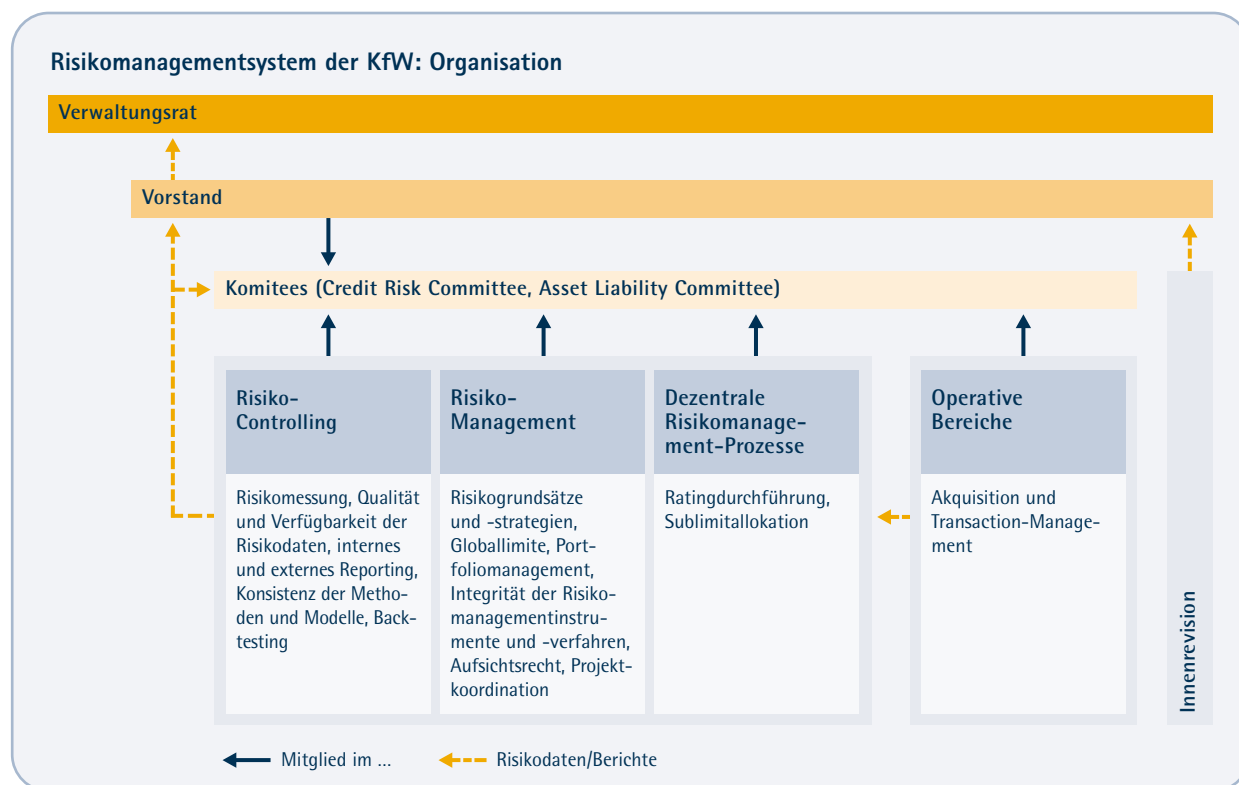 Risikomanagementsystem der KfW: Organisation
Verwaltungsrat
Vorstand
Komitees (Credit Risk Committee, Asset Liability Committee)
Risiko-
Controlling
Risikomessung, Qualität
und Verfügbarkeit der
Risikodaten, internes
und externes Reporting,
Konsistenz der Metho-
den und Modelle, Back-
testing
Risiko-
Management
Risikogrundsätze
und -strategien,
Globallimite, Port-
foliomanagement,
Integrität der Risiko
managementinstru-
mente und -verfahren,
Aufsichtsrecht, Projekt-
koordination
Dezentrale
Risikomanage-
ment-Prozesse
Ratingdurchführung,
Sublimitallokation
Operative
Bereiche
Akquisition und
Transaction-Manage-
ment
Innenrevision
Mitglied im ...
Risikodaten/Berichte